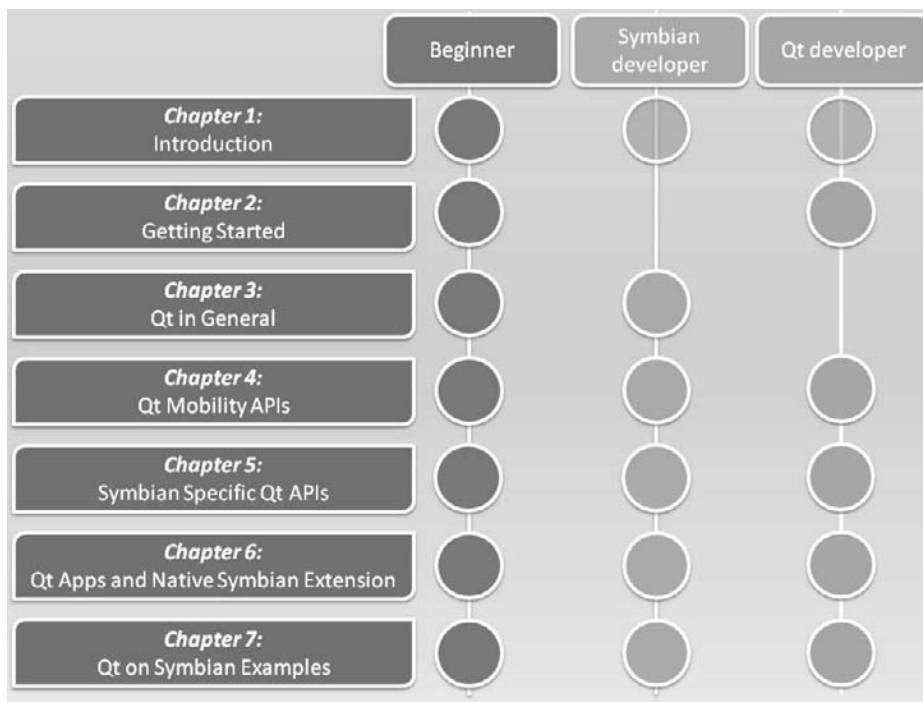 Beginner
Symbian
developer
Qt developer
Chapter 1:
Introduction
Chapter 2:
Getting Started
Chapter 3:
Qt in General
Chapter 4:
Qt Mobility APIs
Chapter 5:
Symbian Specific Qt APIs
Chapter 6:
Qt Apps and Native Symbian Extension
Chapter 7:
Qt on Symbian Examples